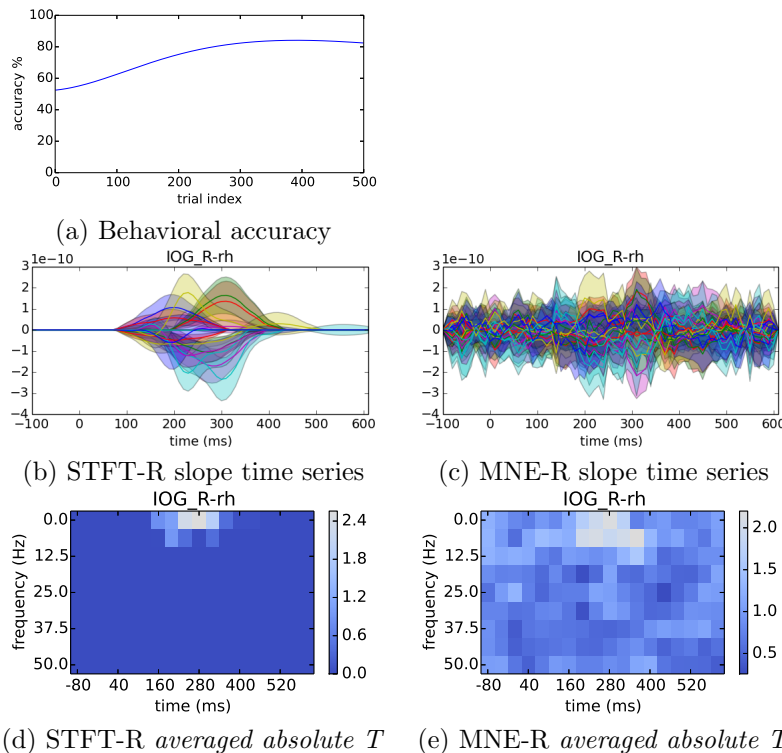 100
80
60
40
20
0
accuracy %
0 100 200 300 400 500
trial index
(a) Behavioral accuracy
IOG_R-rh
1e−10
3
2
1
0
−1
−2
−3
−4
−100 0 100 200 300 400 500 600
time (ms)
(b) STFT-R slope time series
IOG_R-rh
1e−10
3
2
1
0
−1
−2
−3
−4
−100 0 100 200 300 400 500 600
time (ms)
(c) MNE-R slope time series
IOG_R-rh
0.0
12.5
25.0
37.5
50.0
frequency (Hz)
-80 40 160 280 400 520
time (ms)
2.4
1.8
1.2
0.6
0.0
(d) STFT-R averaged absolute T
IOG_R-rh
0.0
12.5
25.0
37.5
50.0
frequency (Hz)
-80 40 160 280 400 520
time (ms)
2.0
1.5
1.0
0.5
(e) MNE-R averaged absolute T